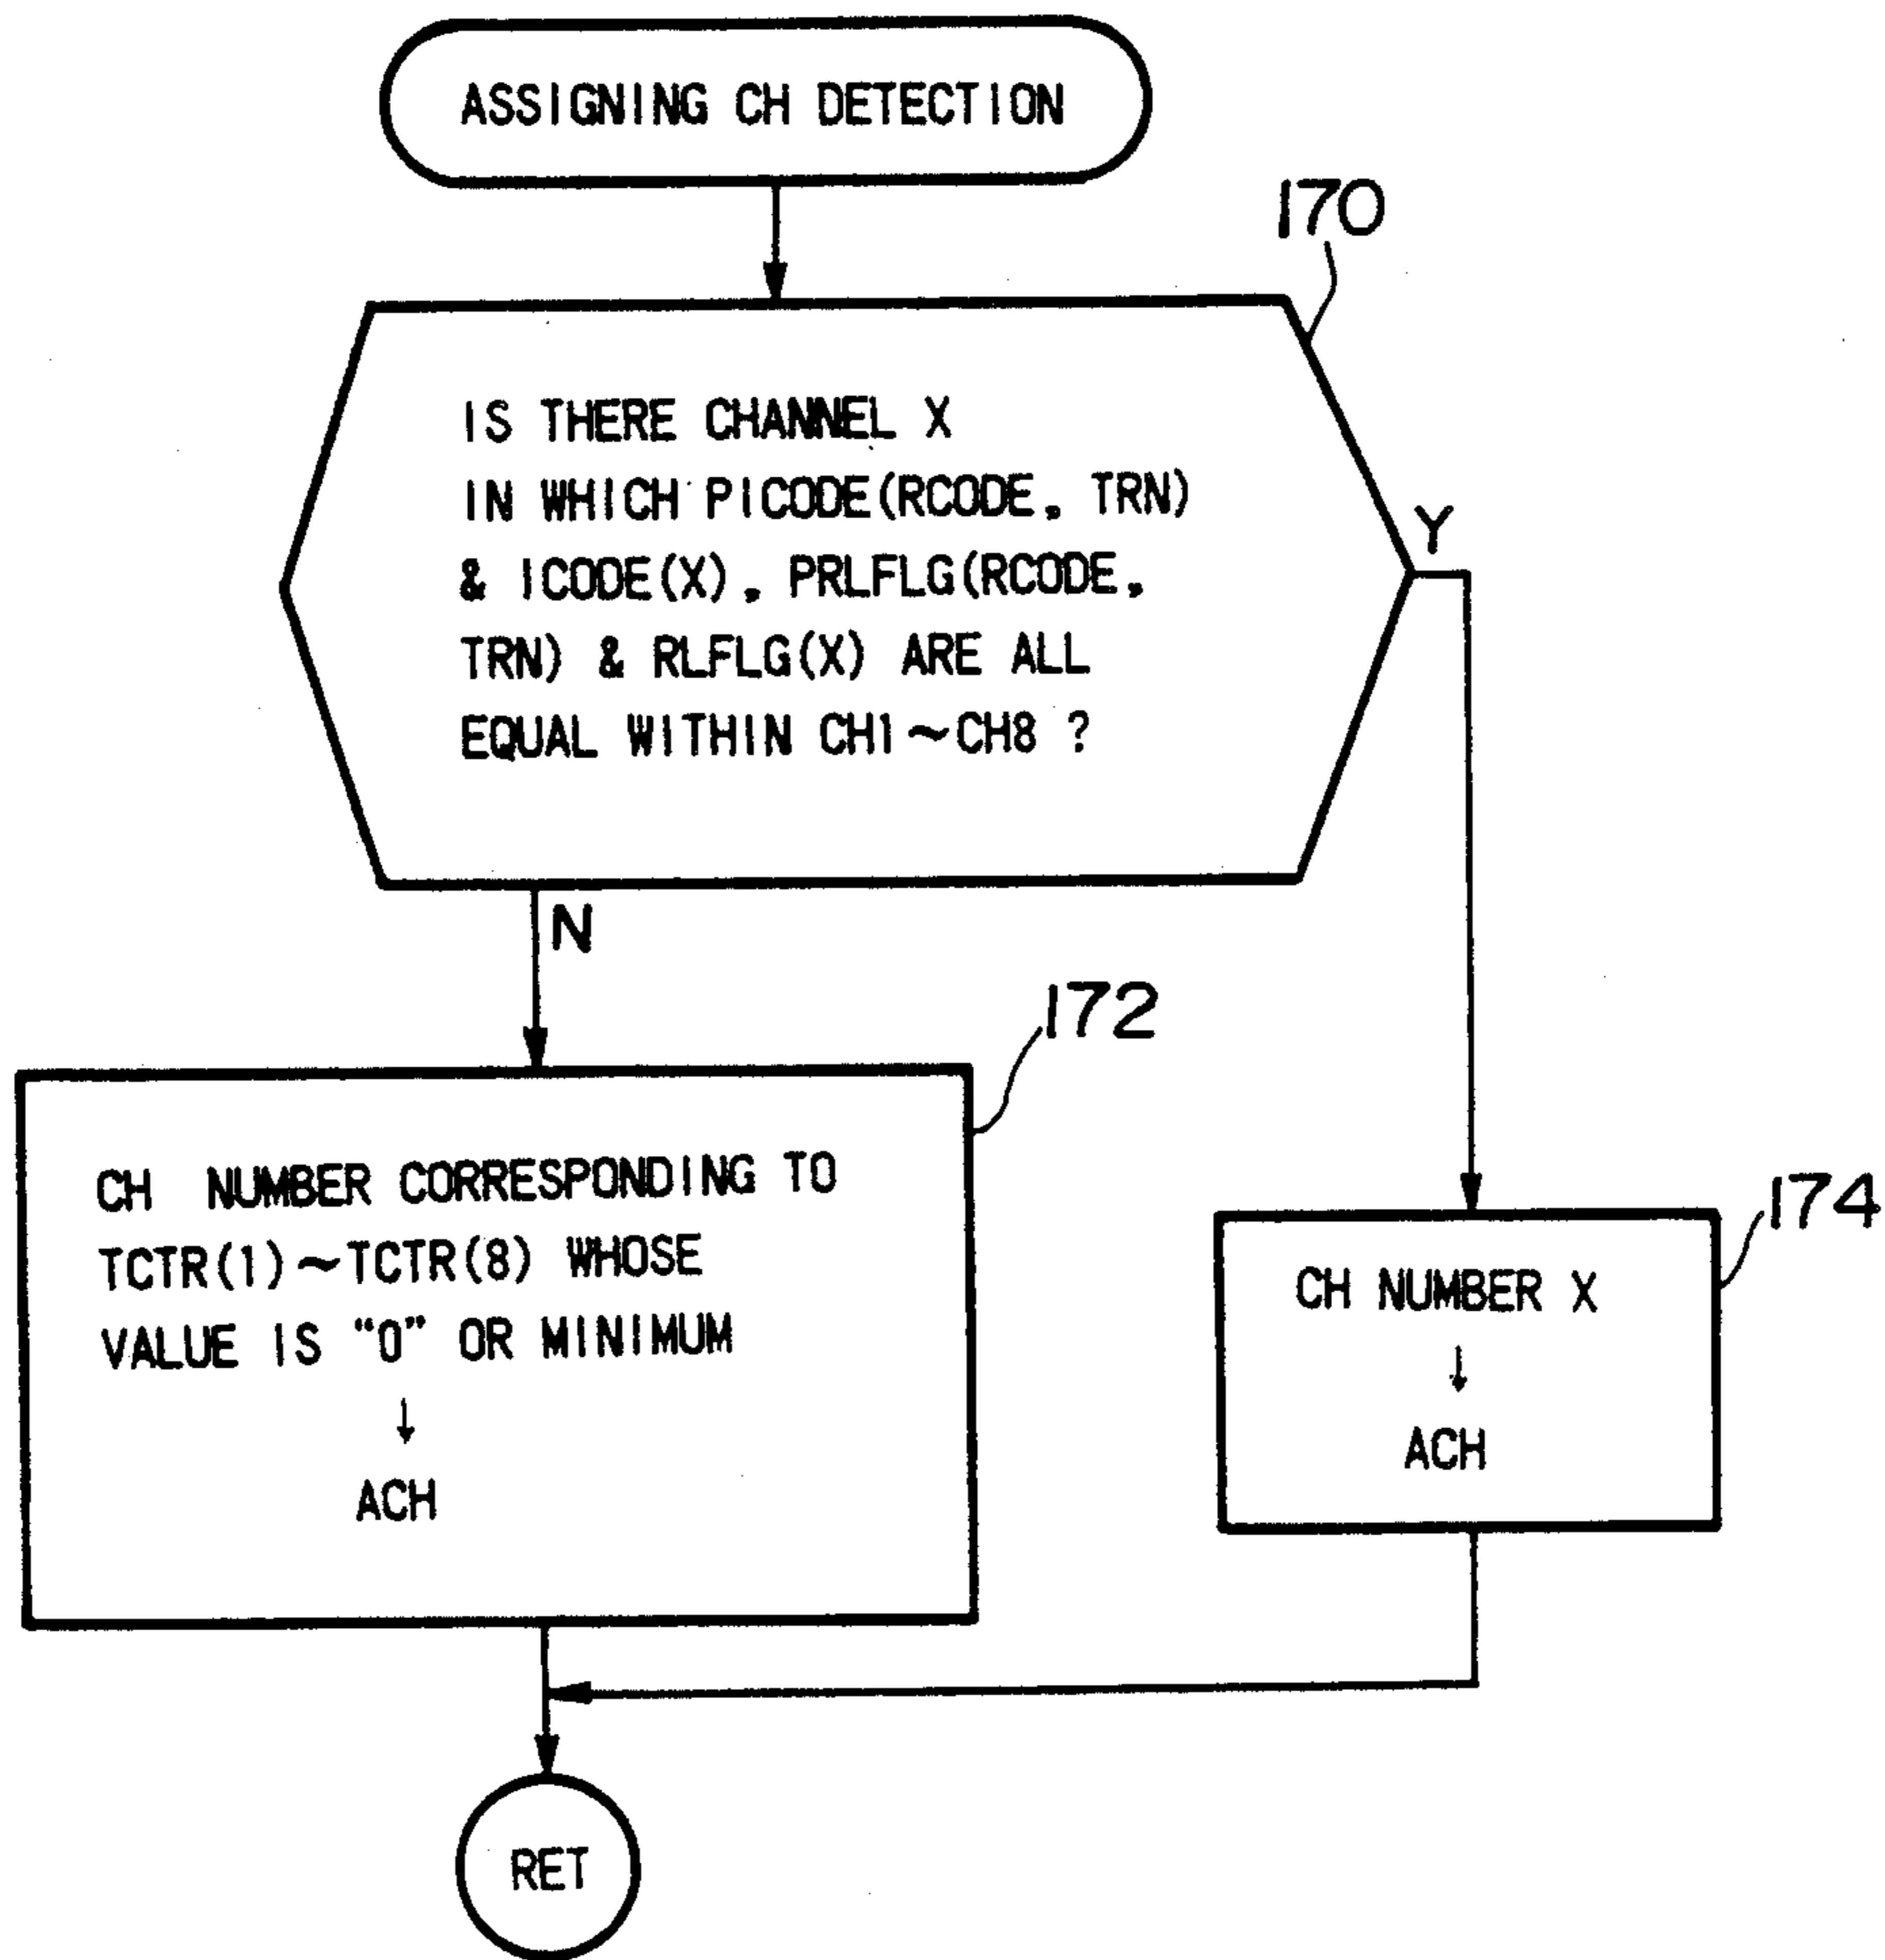 ASSIGNING CH DETECTION
170
IS THERE CHANNEL X
IN WHICH PICODE(RCODE, TRN)
& ICODE(X), PRLFLG(RCODE,
TRN) & RLFLG(X) ARE ALL
EQUAL WITHIN CH1~CH8 ?
Y
N
172
CH NUMBER CORRESPONDING TO
TCTR(1)~TCTR(8) WHOSE
VALUE IS "0" OR MINIMUM
↓
ACH
174
CH NUMBER X
↓
ACH
RET